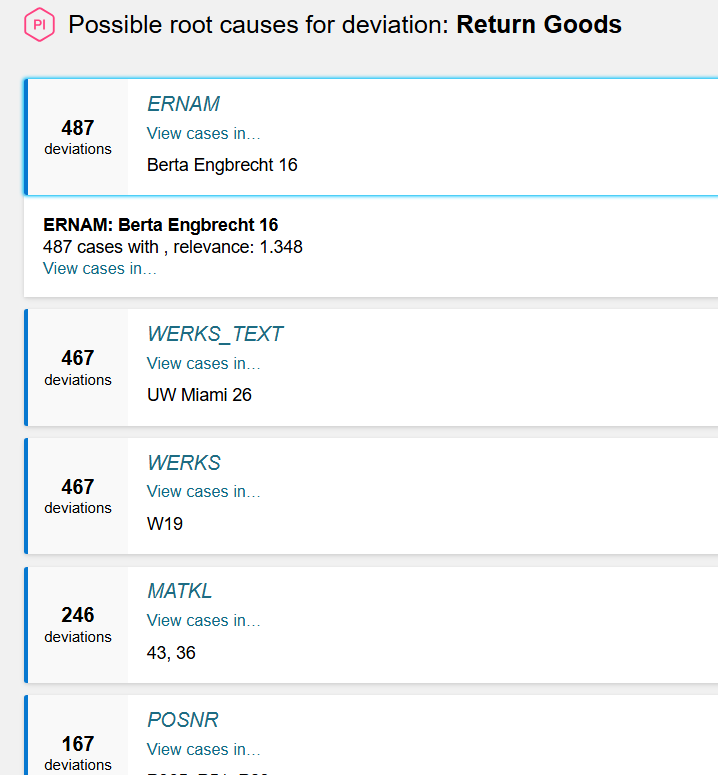 PI Possible root causes for deviation: Return Goods
487
deviations
ERNAM
View cases in…
Berta Engbrecht 16
ERNAM: Berta Engbrecht 16
487 cases with , relevance: 1.348
View cases in…
467
deviations
WERKS_TEXT
View cases in…
UW Miami 26
467
deviations
WERKS
View cases in…
W19
246
deviations
MATKL
View cases in…
43, 36
167
deviations
POSNR
View cases in…